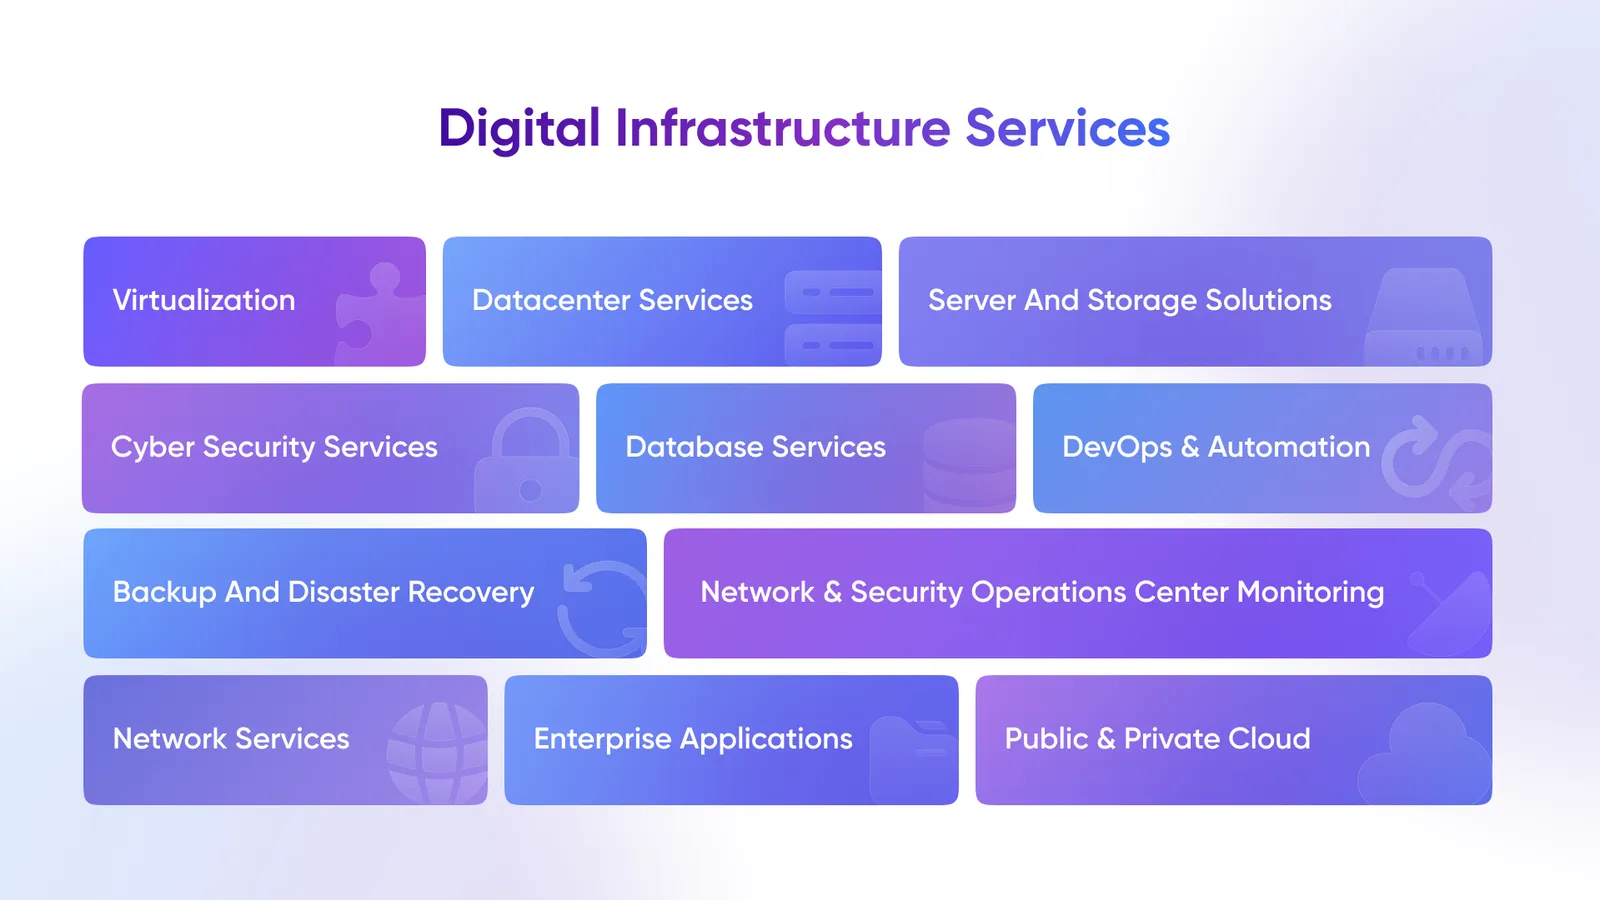 Digital Infrastructure Services
Virtualization
Datacenter Services
Server And Storage Solutions
Cyber Security Services
Database Services
DevOps & Automation
Backup And Disaster Recovery
Network & Security Operations Center Monitoring
Network Services
Enterprise Applications
Public & Private Cloud